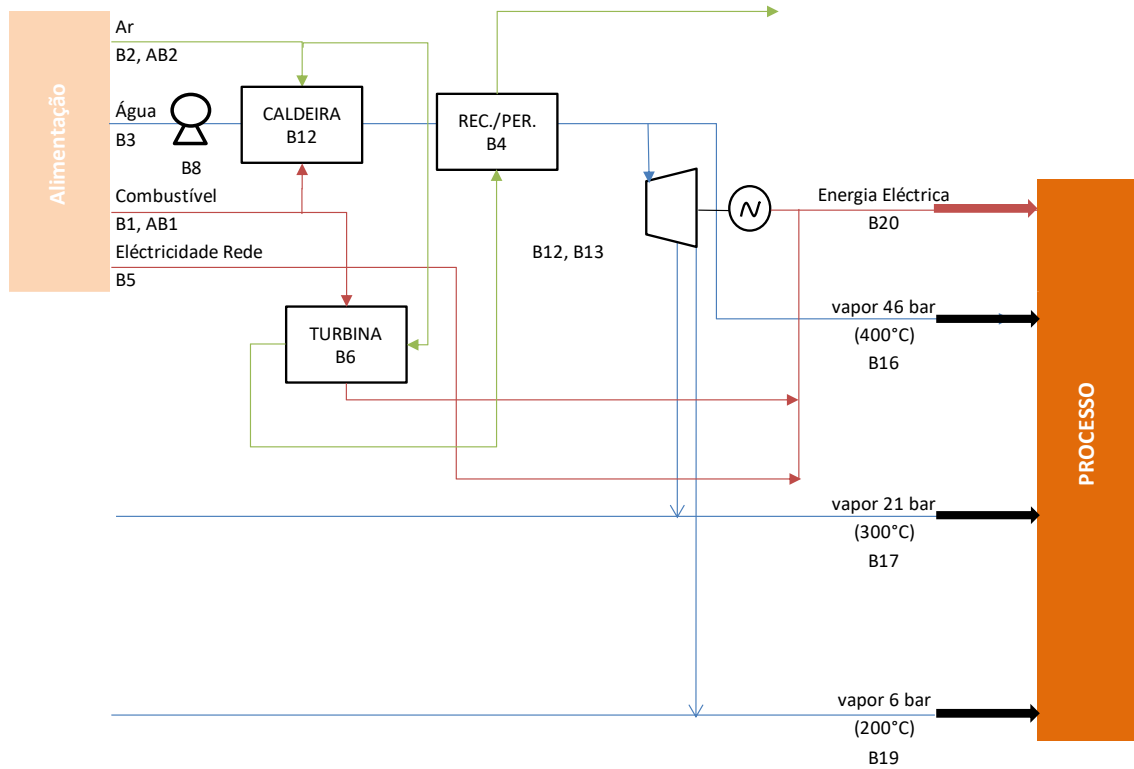 Alimentação
Ar
B2, AB2
Água
B3
B8
CALDEIRA
B12
REC./PER.
B4
Combustível
B1, AB1
Eléctricidade Rede
B5
TURBINA
B6
B12, B13
Energia Eléctrica
B20
vapor 46 bar
(400°C)
B16
vapor 21 bar
(300°C)
B17
vapor 6 bar
(200°C)
B19
PROCESSO